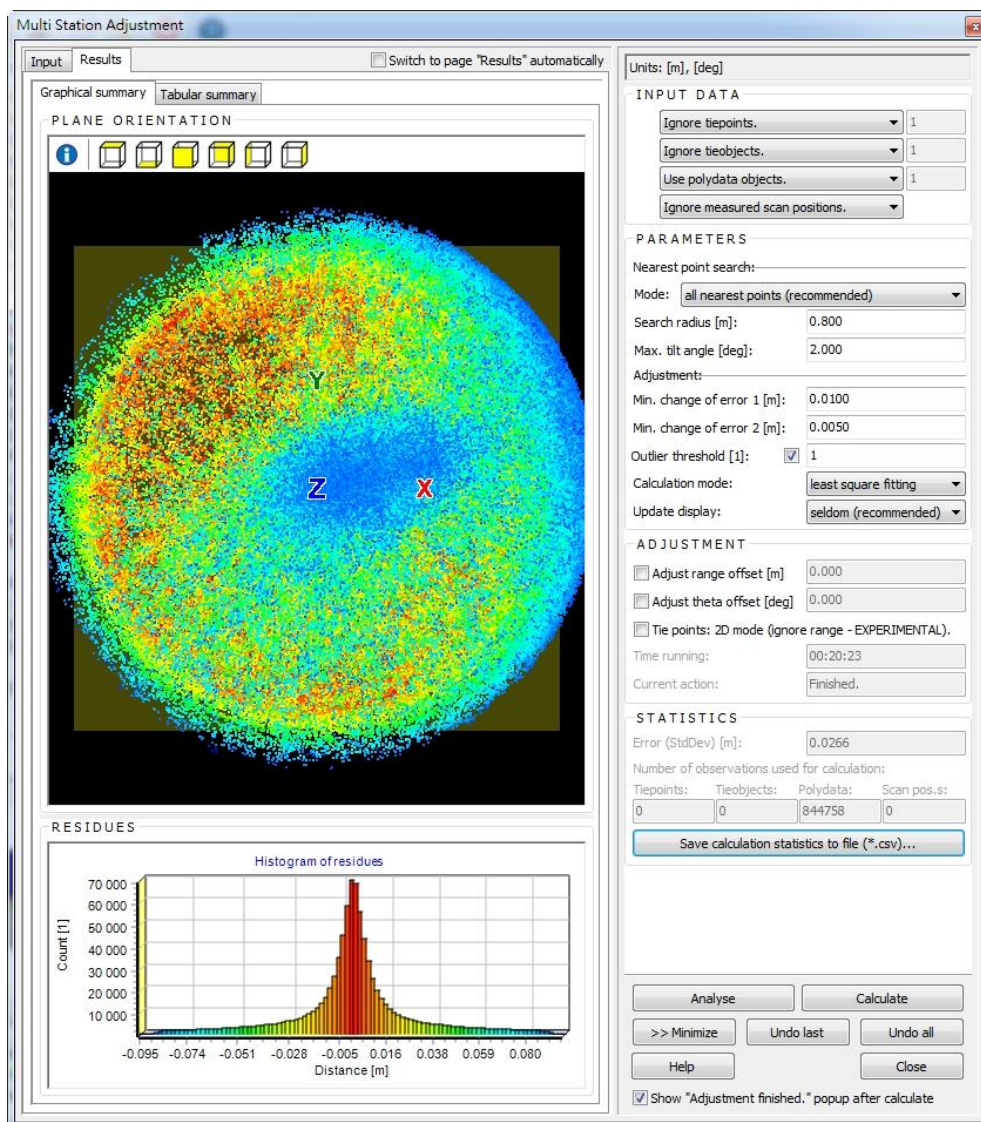 Multi Station Adjustment
Input
Results
Switch to page "Results" automatically
Graphical summary
Tabular summary
PLANE ORIENTATION
Y
Z
X
RESIDUES
Histogram of residues
Count [1]
70 000
60 000
50 000
40 000
30 000
20 000
10 000
-0.095 -0.074 -0.051 -0.028 -0.005 0.016 0.038 0.059 0.080
Distance [m]
Units: [m], [deg]
INPUT DATA
Ignore tiepoints. 1
Ignore tieobjects. 1
Use polydata objects. 1
Ignore measured scan positions.
PARAMETERS
Nearest point search:
Mode: all nearest points (recommended)
Search radius [m]: 0.800
Max. tilt angle [deg]: 2.000
Adjustment:
Min. change of error 1 [m]: 0.0100
Min. change of error 2 [m]: 0.0050
Outlier threshold [1]: 1
Calculation mode: least square fitting
Update display: seldom (recommended)
ADJUSTMENT
Adjust range offset [m] 0.000
Adjust theta offset [deg] 0.000
Tie points: 2D mode (ignore range - EXPERIMENTAL).
Time running: 00:20:23
Current action: Finished.
STATISTICS
Error (StdDev) [m]: 0.0266
Number of observations used for calculation:
Tiepoints: Tieobjects: Polydata: Scan pos.s:
0 0 844758 0
Save calculation statistics to file (*.csv)...
Analyse Calculate
>> Minimize Undo last Undo all
Help Close
Show "Adjustment finished." popup after calculate